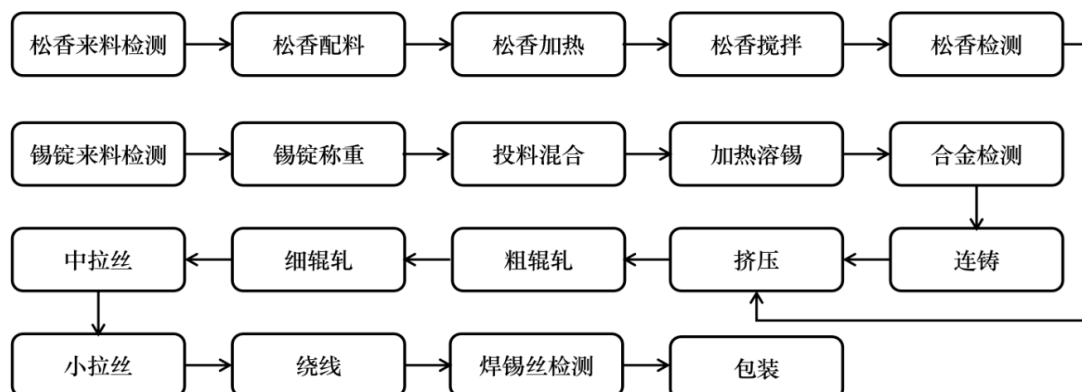 松香来料检测
松香配料
松香加热
松香搅拌
松香检测
锡锭来料检测
锡锭称重
投料混合
加热溶锡
合金检测
中拉丝
细辊轧
粗辊轧
挤压
连铸
小拉丝
绕线
焊锡丝检测
包装